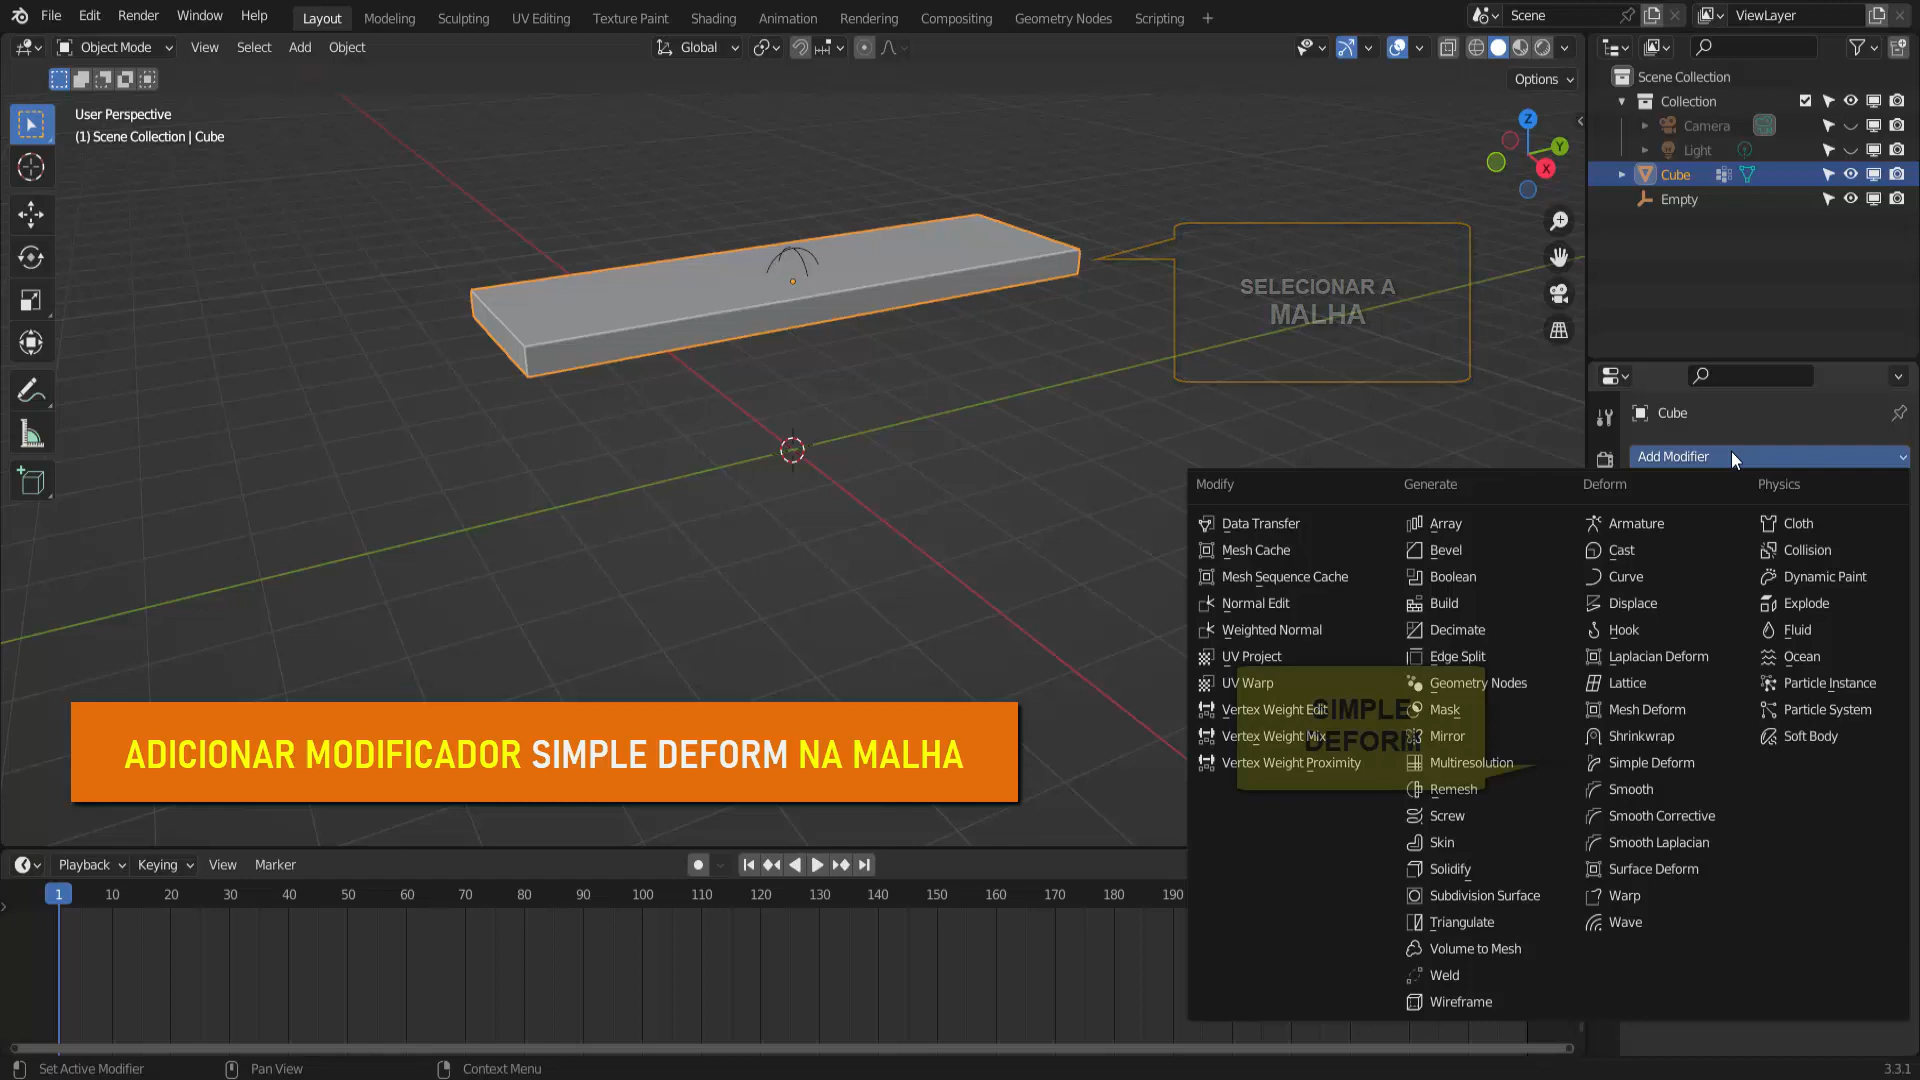 File Edit Render Window Help Layout Modeling Sculpting UV Editing Texture Paint Shading Animation Rendering Compositing Geometry Nodes Scripting + Scene ViewLayer
Object Mode View Select Add Object Global
Options
User Perspective
(1) Scene Collection | Cube
Z
Y
X
Scene Collection
Collection
Camera
Light
Cube
Empty
SELECIONAR A
MALHA
Cube
Add Modifier
Modify
Data Transfer
Mesh Cache
Mesh Sequence Cache
Normal Edit
Weighted Normal
UV Project
UV Warp
Vertex Weight Edit
Vertex Weight Mix
Vertex Weight Proximity
Generate
Array
Bevel
Boolean
Build
Decimate
Edge Split
Geometry Nodes
Mask
Mirror
Multiresolution
Remesh
Screw
Skin
Solidify
Subdivision Surface
Triangulate
Volume to Mesh
Weld
Wireframe
Deform
Armature
Cast
Curve
Displace
Hook
Laplacian Deform
Lattice
Mesh Deform
Shrinkwrap
Simple Deform
Smooth
Smooth Corrective
Smooth Laplacian
Surface Deform
Warp
Wave
Physics
Cloth
Collision
Dynamic Paint
Explode
Fluid
Ocean
Particle Instance
Particle System
Soft Body
SIMPLE
DEFORM
ADICIONAR MODIFICADOR SIMPLE DEFORM NA MALHA
Playback Keying View Marker
1 10 20 30 40 50 60 70 80 90 100 110 120 130 140 150 160 170 180 190
Set Active Modifier Pan View Context Menu 3.3.1